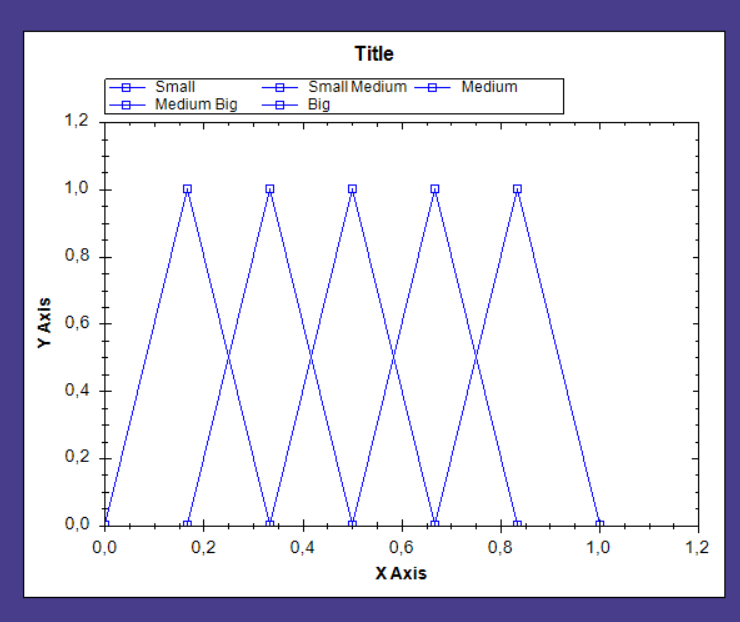 Title
Small Small Medium Medium
Medium Big Big
1,2
1,0
0,8
0,6
0,4
0,2
0,0
Y Axis
0,0 0,2 0,4 0,6 0,8 1,0 1,2
X Axis